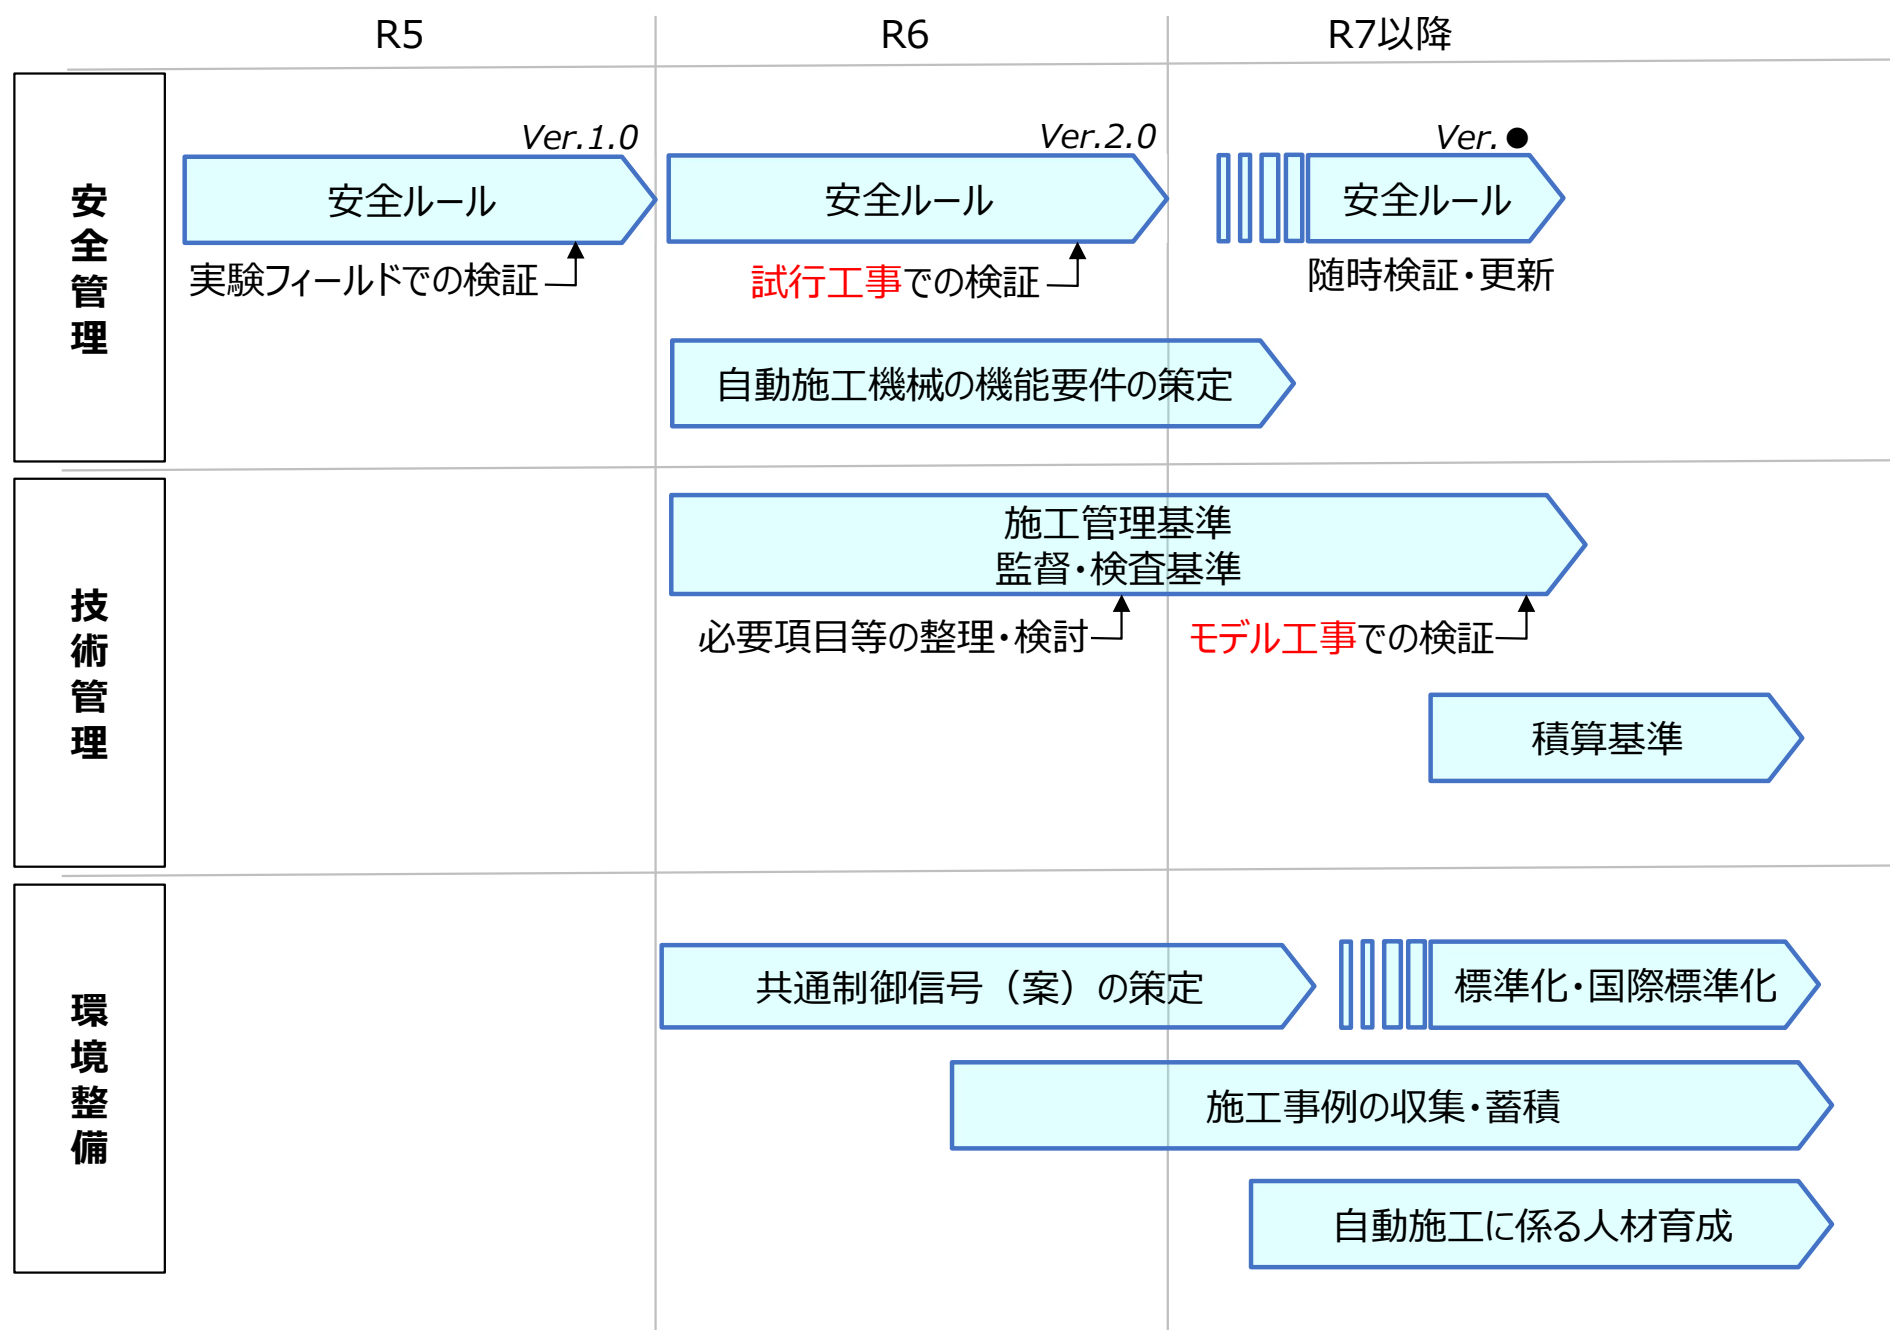 R5
R6
R7以降
安全管理
Ver.1.0
安全ルール
実験フィールドでの検証
Ver.2.0
安全ルール
試行工事での検証
Ver.●
安全ルール
随時検証・更新
自動施工機械の機能要件の策定
技術管理
施工管理基準
監督・検査基準
必要項目等の整理・検討
モデル工事での検証
積算基準
環境整備
共通制御信号（案）の策定
標準化・国際標準化
施工事例の収集・蓄積
自動施工に係る人材育成